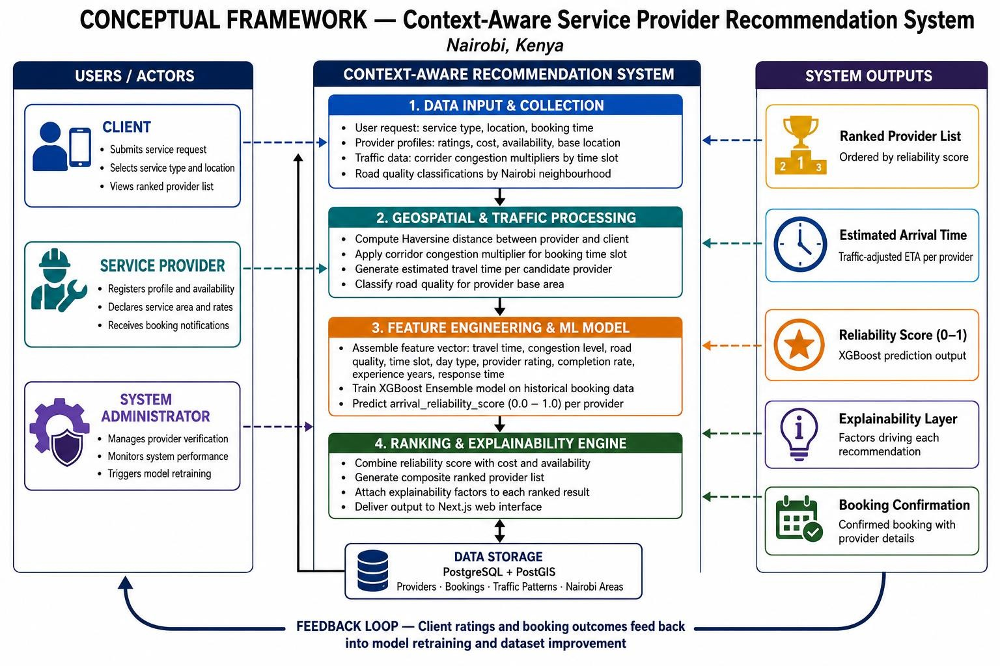 CONCEPTUAL FRAMEWORK — Context-Aware Service Provider Recommendation System
Nairobi, Kenya
USERS / ACTORS
CLIENT
• Submits service request
• Selects service type and location
• Views ranked provider list
SERVICE PROVIDER
• Registers profile and availability
• Declares service area and rates
• Receives booking notifications
SYSTEM
ADMINISTRATOR
• Manages provider verification
• Monitors system performance
• Triggers model retraining
CONTEXT-AWARE RECOMMENDATION SYSTEM
1. DATA INPUT & COLLECTION
• User request: service type, location, booking time
• Provider profiles: ratings, cost, availability, base location
• Traffic data: corrider congestion multipliers by time slot
• Road quality classifications by Nairobi neighbourhood
2. GEOSPATIAL & TRAFFIC PROCESSING
• Compute Haversine distance between provider and client
• Apply corridor congestion multiplier for booking time slot
• Generate estimated travel time per candidate provider
• Classify road quality for provider base area
3. FEATURE ENGINEERING & ML MODEL
• Assemble feature vector: travel time, congestion level, road
quality, time slot, day type, provider rating, completion rate,
experience years, response time
• Train XGBoost Ensemble model on historical booking data
• Predict arrival_reliability_score (0.0 – 1.0) per provider
4. RANKING & EXPLAINABILITY ENGINE
• Combine reliability score with cost and availability
• Generate composite ranked provider list
• Attach explainability factors to each ranked result
• Deliver output to Next.js web interface
DATA STORAGE
PostgreSQL + PostGIS
Providers · Bookings · Traffic Patterns · Nairobi Areas
SYSTEM OUTPUTS
2 1 3
Ranked Provider List
Ordered by reliability score
Estimated Arrival Time
Traffic-adjusted ETA per provider
Reliability Score (0–1)
XGBoost prediction output
i
Explainability Layer
Factors driving each
recommendation
Booking Confirmation
Confirmed booking with
provider details
FEEDBACK LOOP — Client ratings and booking outcomes feed back
into model retraining and dataset improvement